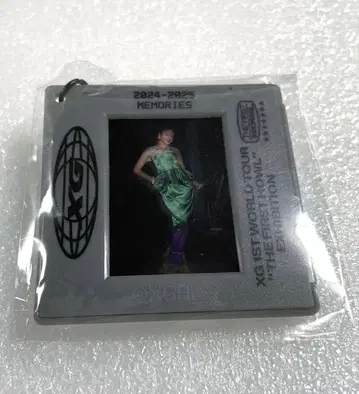 2024-2025
MEMORIES
XG
XG 1ST WORLD TOUR
"THE FIRST HOWL"
EXHIBITION